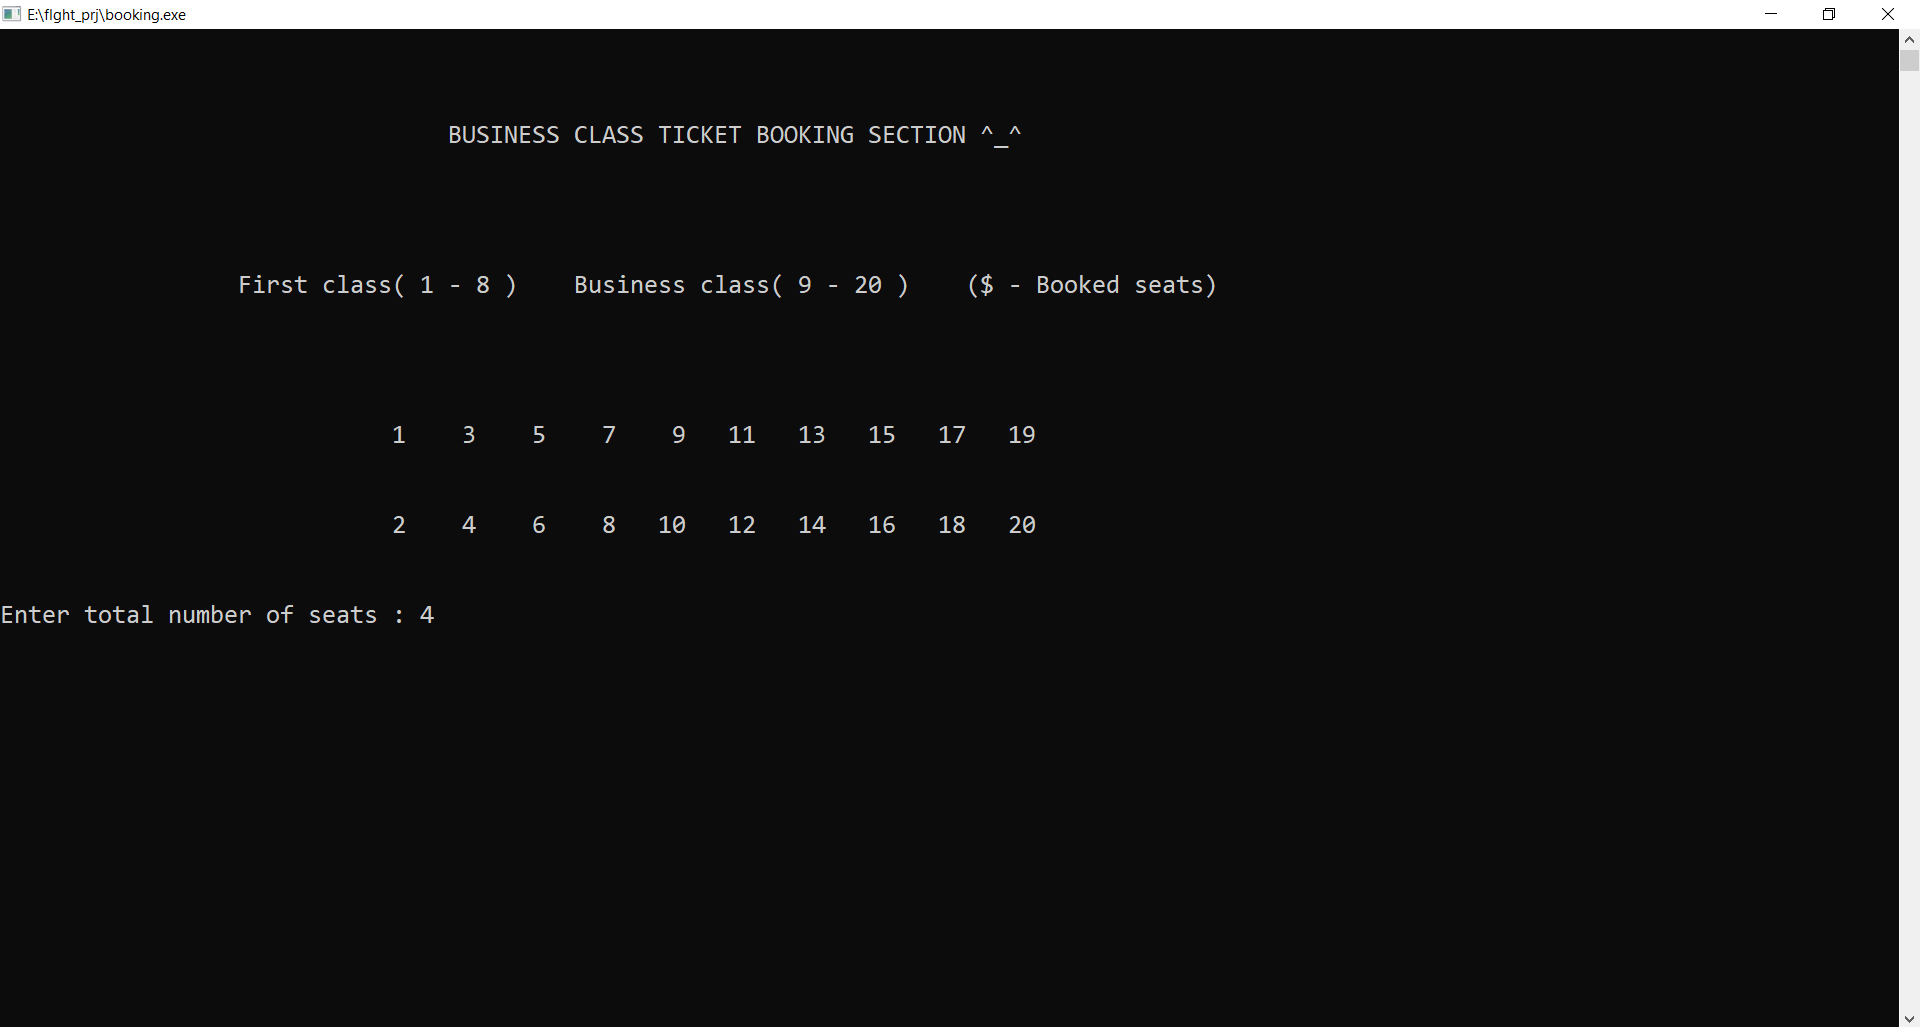 E:\flght_prj\booking.exe
BUSINESS CLASS TICKET BOOKING SECTION ^_^
First class( 1 - 8 )    Business class( 9 - 20 )    ($ - Booked seats)
1    3    5    7    9   11   13   15   17   19
2    4    6    8   10   12   14   16   18   20
Enter total number of seats : 4